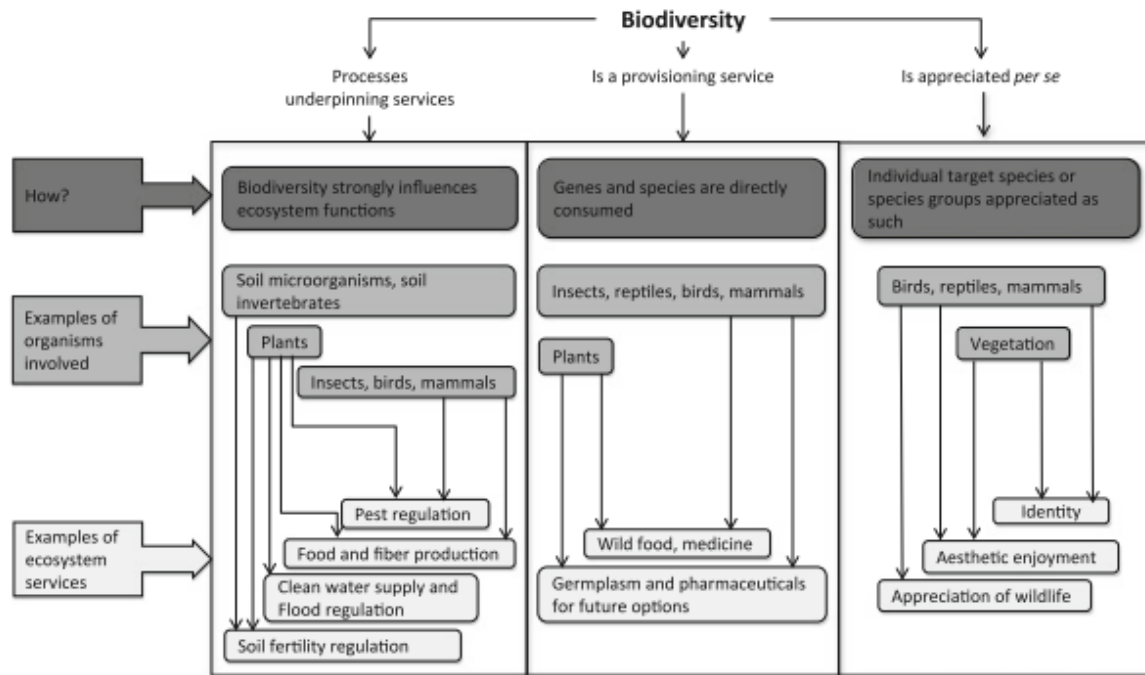 Biodiversity
Processes
underpinning services
Is a provisioning service
Is appreciated per se
How?
Biodiversity strongly influences
ecosystem functions
Genes and species are directly
consumed
Individual target species or
species groups appreciated as
such
Examples of
organisms
involved
Soil microorganisms, soil
invertebrates
Plants
Insects, birds, mammals
Insects, reptiles, birds, mammals
Plants
Birds, reptiles, mammals
Vegetation
Examples of
ecosystem
services
Pest regulation
Food and fiber production
Clean water supply and
Flood regulation
Soil fertility regulation
Wild food, medicine
Germplasm and pharmaceuticals
for future options
Identity
Aesthetic enjoyment
Appreciation of wildlife